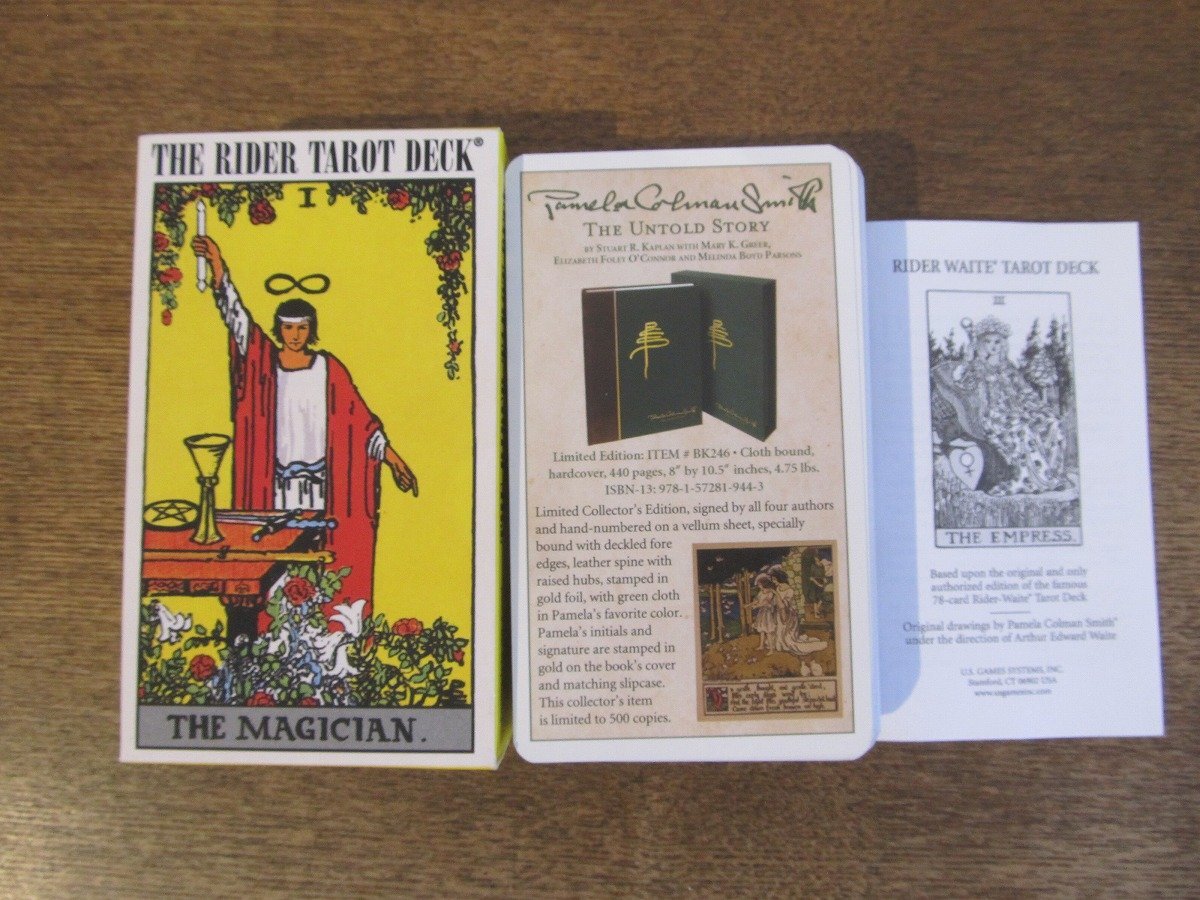 THE RIDER TAROT DECK®
I
THE MAGICIAN.
Pamela Colman Smith
THE UNTOLD STORY
BY STUART R. KAPLAN WITH MARY K. GREER,
ELIZABETH FOLEY O'CONNOR AND MELINDA BOYD PARSONS
Limited Edition: ITEM # BK246 • Cloth bound,
hardcover, 440 pages, 8" by 10.5" inches, 4.75 lbs.
ISBN-13: 978-1-57281-944-3
Limited Collector's Edition, signed by all four authors
and hand-numbered on a vellum sheet, specially
bound with deckled fore
edges, leather spine with
raised hubs, stamped in
gold foil, with green cloth
in Pamela's favorite color.
Pamela's initials and
signature are stamped in
gold on the book's cover
and matching slipcase.
This collector's item
is limited to 500 copies.
RIDER WAITE® TAROT DECK
III
THE EMPRESS.
Based upon the original and only
authorized edition of the famous
78-card Rider-Waite® Tarot Deck
Original drawings by Pamela Colman Smith®
under the direction of Arthur Edward Waite
U.S. GAMES SYSTEMS, INC.
Stamford, CT 06902 USA
www.usgamesinc.com